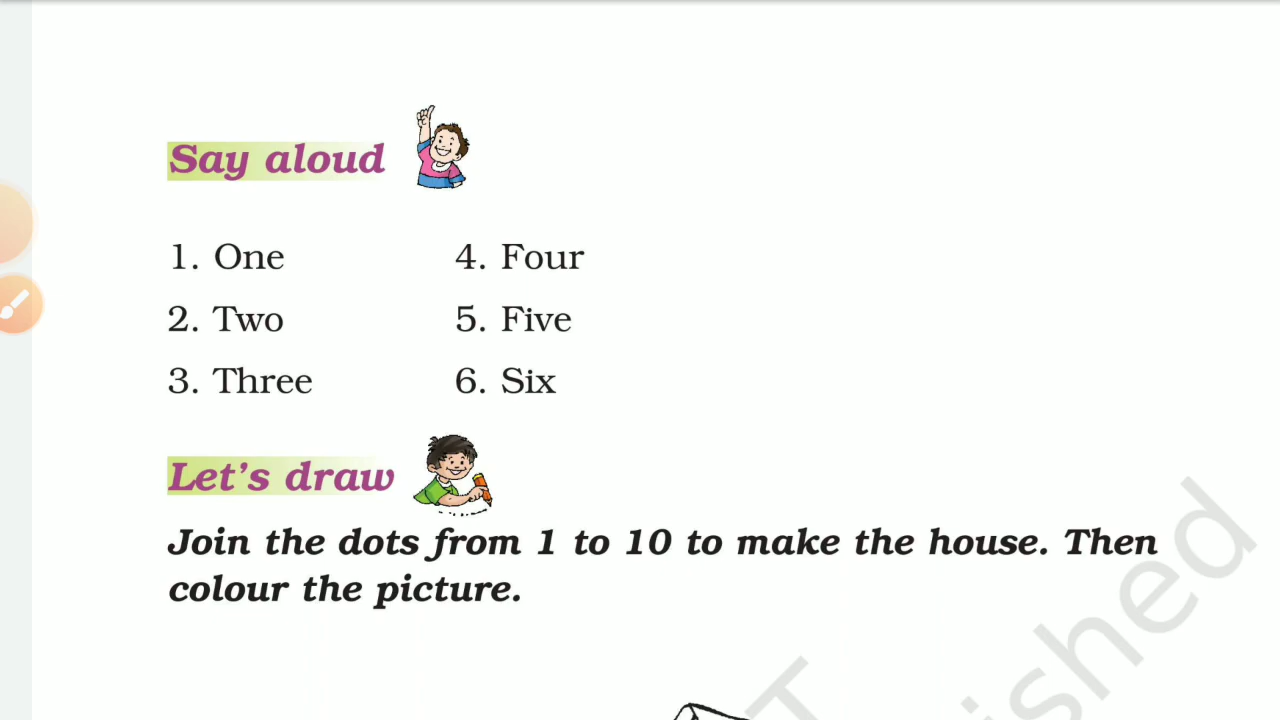 Say aloud
1. One
4. Four
2. Two
5. Five
3. Three
6. Six
Let's draw
Join the dots from 1 to 10 to make the house. Then
colour the picture.